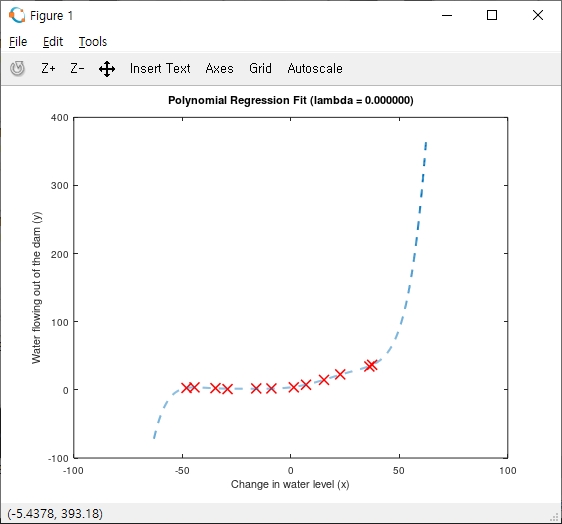 Figure 1
File Edit Tools
Z+ Z- Insert Text Axes Grid Autoscale
Polynomial Regression Fit (lambda = 0.000000)
400
300
200
100
0
-100
Water flowing out of the dam (y)
-100 -50 0 50 100
Change in water level (x)
(-5.4378, 393.18)